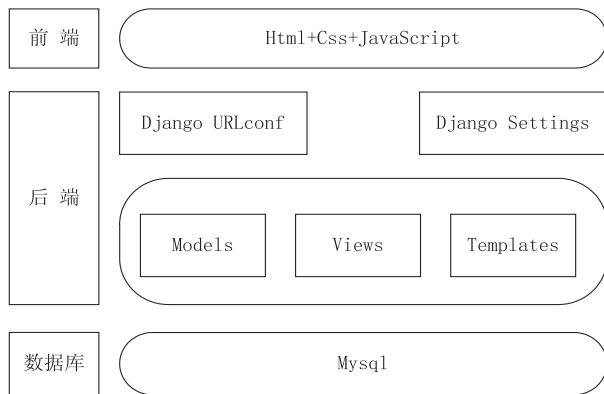 前 端
Html+Css+JavaScript
Django URLconf
Django Settings
后 端
Models
Views
Templates
数据库
Mysql